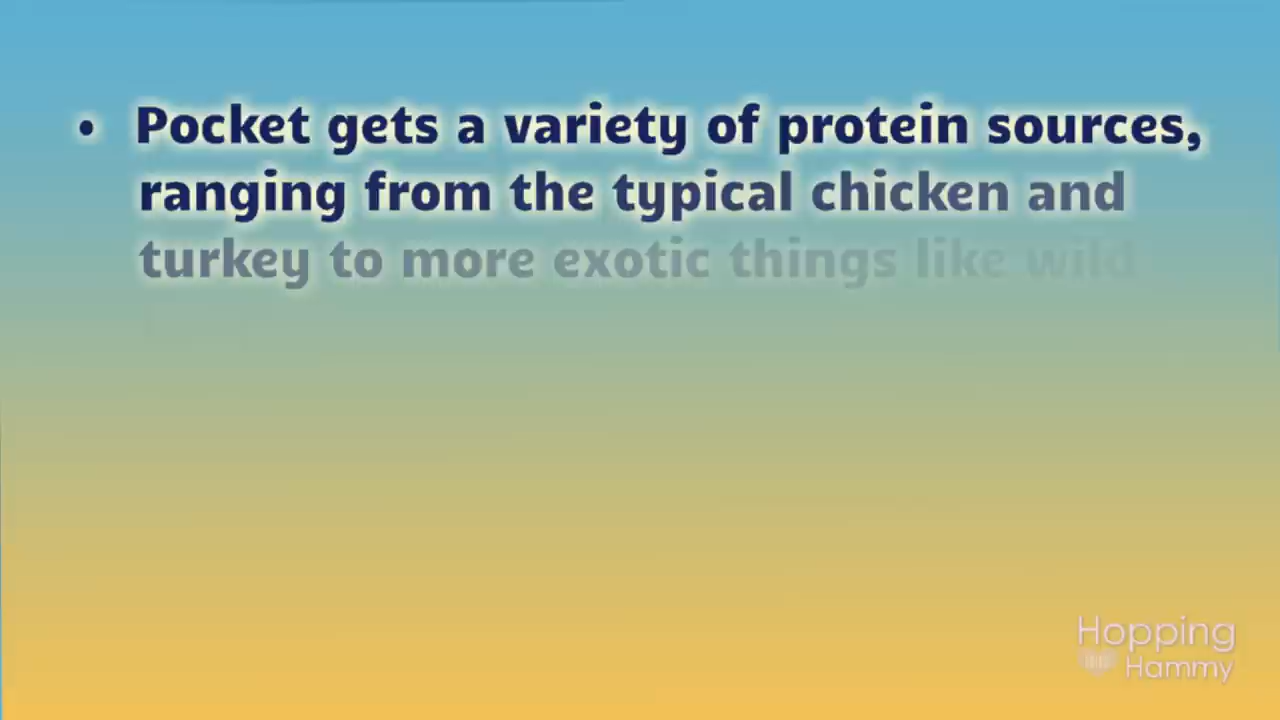 • Pocket gets a variety of protein sources,
ranging from the typical chicken and
turkey to more exotic things like wild
Hopping
Hammy